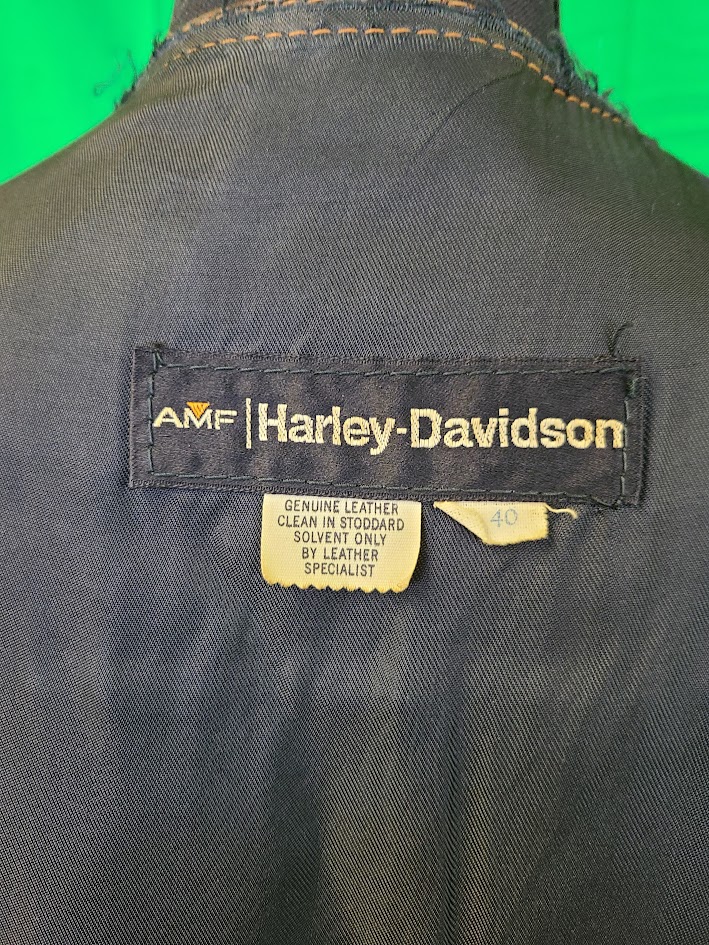 AMF | Harley-Davidson
GENUINE LEATHER
CLEAN IN STODDARD
SOLVENT ONLY
BY LEATHER
SPECIALIST
40